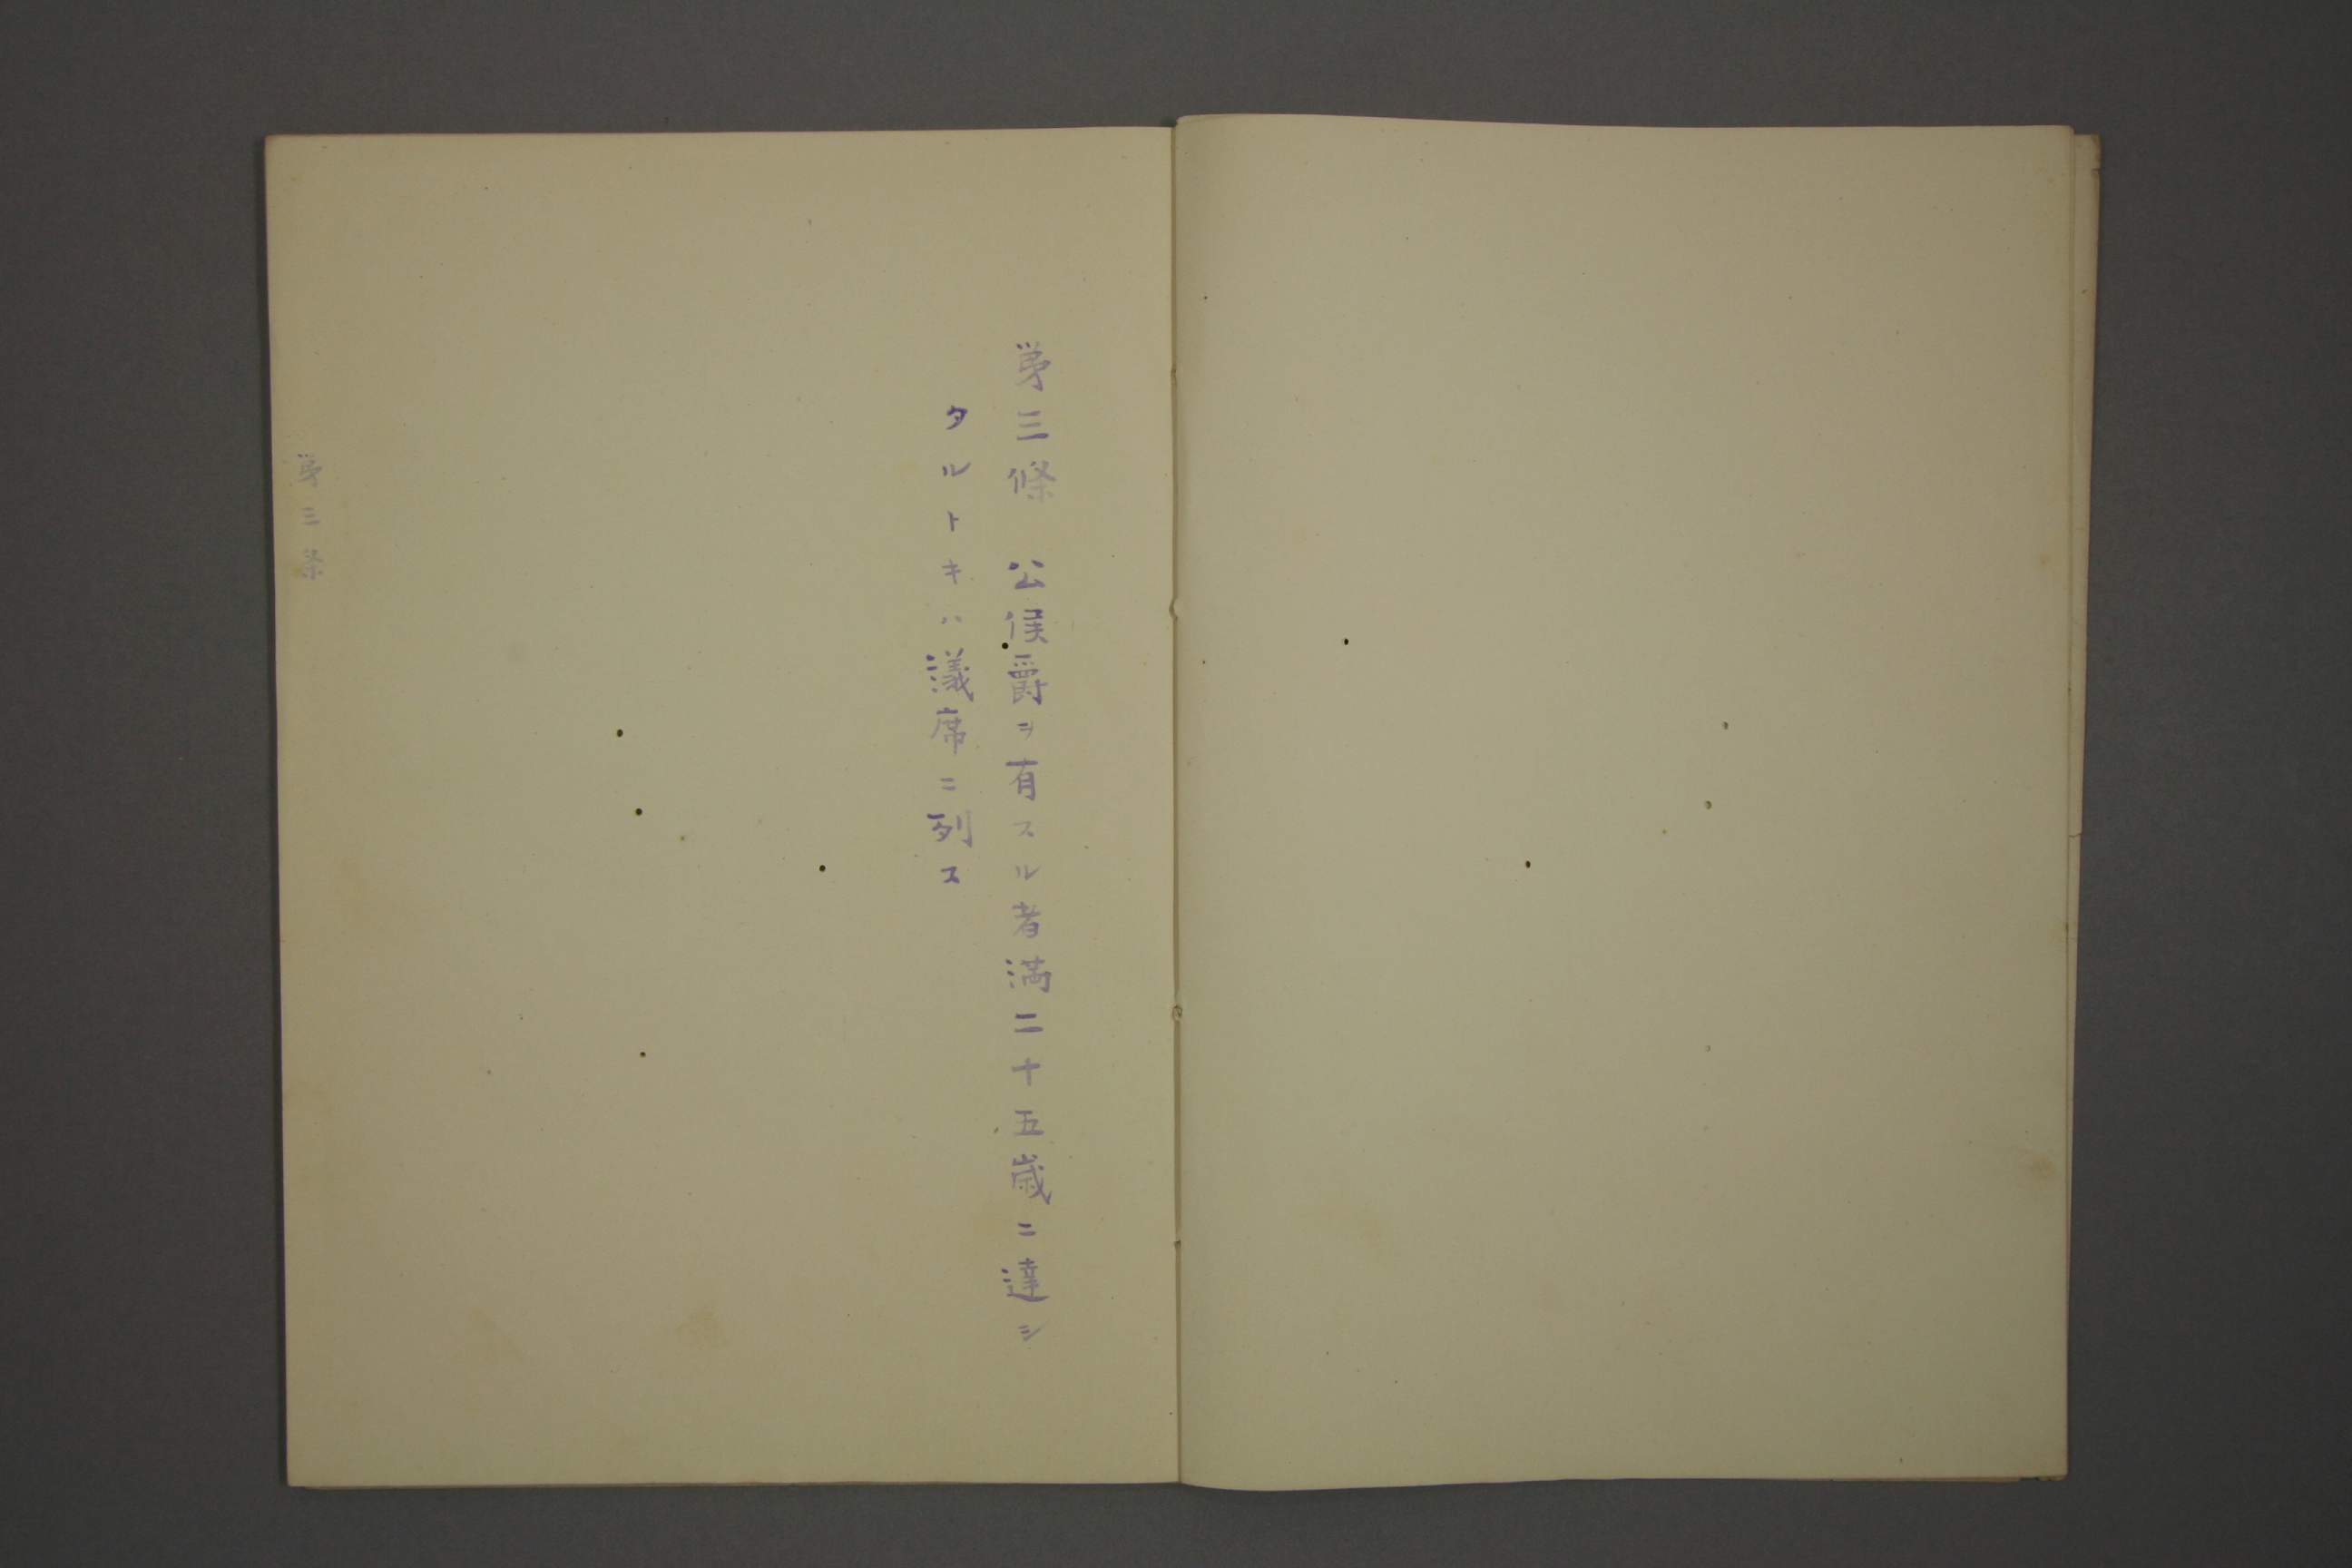 第三條　公侯爵ヲ有スル者満二十五歳ニ達シ
タルトキハ議席ニ列ス
第三条